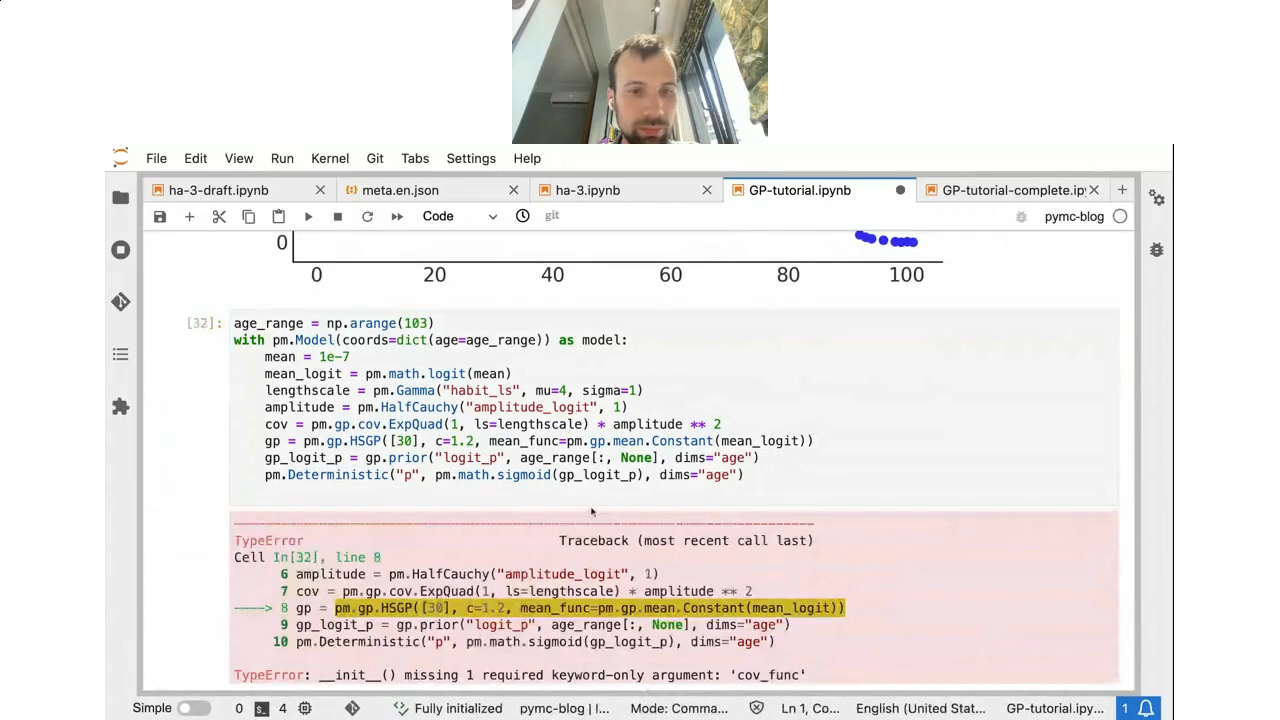 File Edit View Run Kernel Git Tabs Settings Help
ha-3-draft.ipynb meta.en.json ha-3.ipynb GP-tutorial.ipynb GP-tutorial-complete.ip
Code git pymc-blog
0
0 20 40 60 80 100
[32]: age_range = np.arange(103)
with pm.Model(coords=dict(age=age_range)) as model:
mean = 1e-7
mean_logit = pm.math.logit(mean)
lengthscale = pm.Gamma("habit_ls", mu=4, sigma=1)
amplitude = pm.HalfCauchy("amplitude_logit", 1)
cov = pm.gp.cov.ExpQuad(1, ls=lengthscale) * amplitude ** 2
gp = pm.gp.HSGP([30], c=1.2, mean_func=pm.gp.mean.Constant(mean_logit))
gp_logit_p = gp.prior("logit_p", age_range[:, None], dims="age")
pm.Deterministic("p", pm.math.sigmoid(gp_logit_p), dims="age")
TypeError Traceback (most recent call last)
Cell In[32], line 8
6 amplitude = pm.HalfCauchy("amplitude_logit", 1)
7 cov = pm.gp.cov.ExpQuad(1, ls=lengthscale) * amplitude ** 2
----> 8 gp = pm.gp.HSGP([30], c=1.2, mean_func=pm.gp.mean.Constant(mean_logit))
9 gp_logit_p = gp.prior("logit_p", age_range[:, None], dims="age")
10 pm.Deterministic("p", pm.math.sigmoid(gp_logit_p), dims="age")
TypeError: __init__() missing 1 required keyword-only argument: 'cov_func'
Simple 0 4 Fully initialized pymc-blog | I... Mode: Comma... Ln 1, Co... English (United Stat... GP-tutorial.ipy... 1